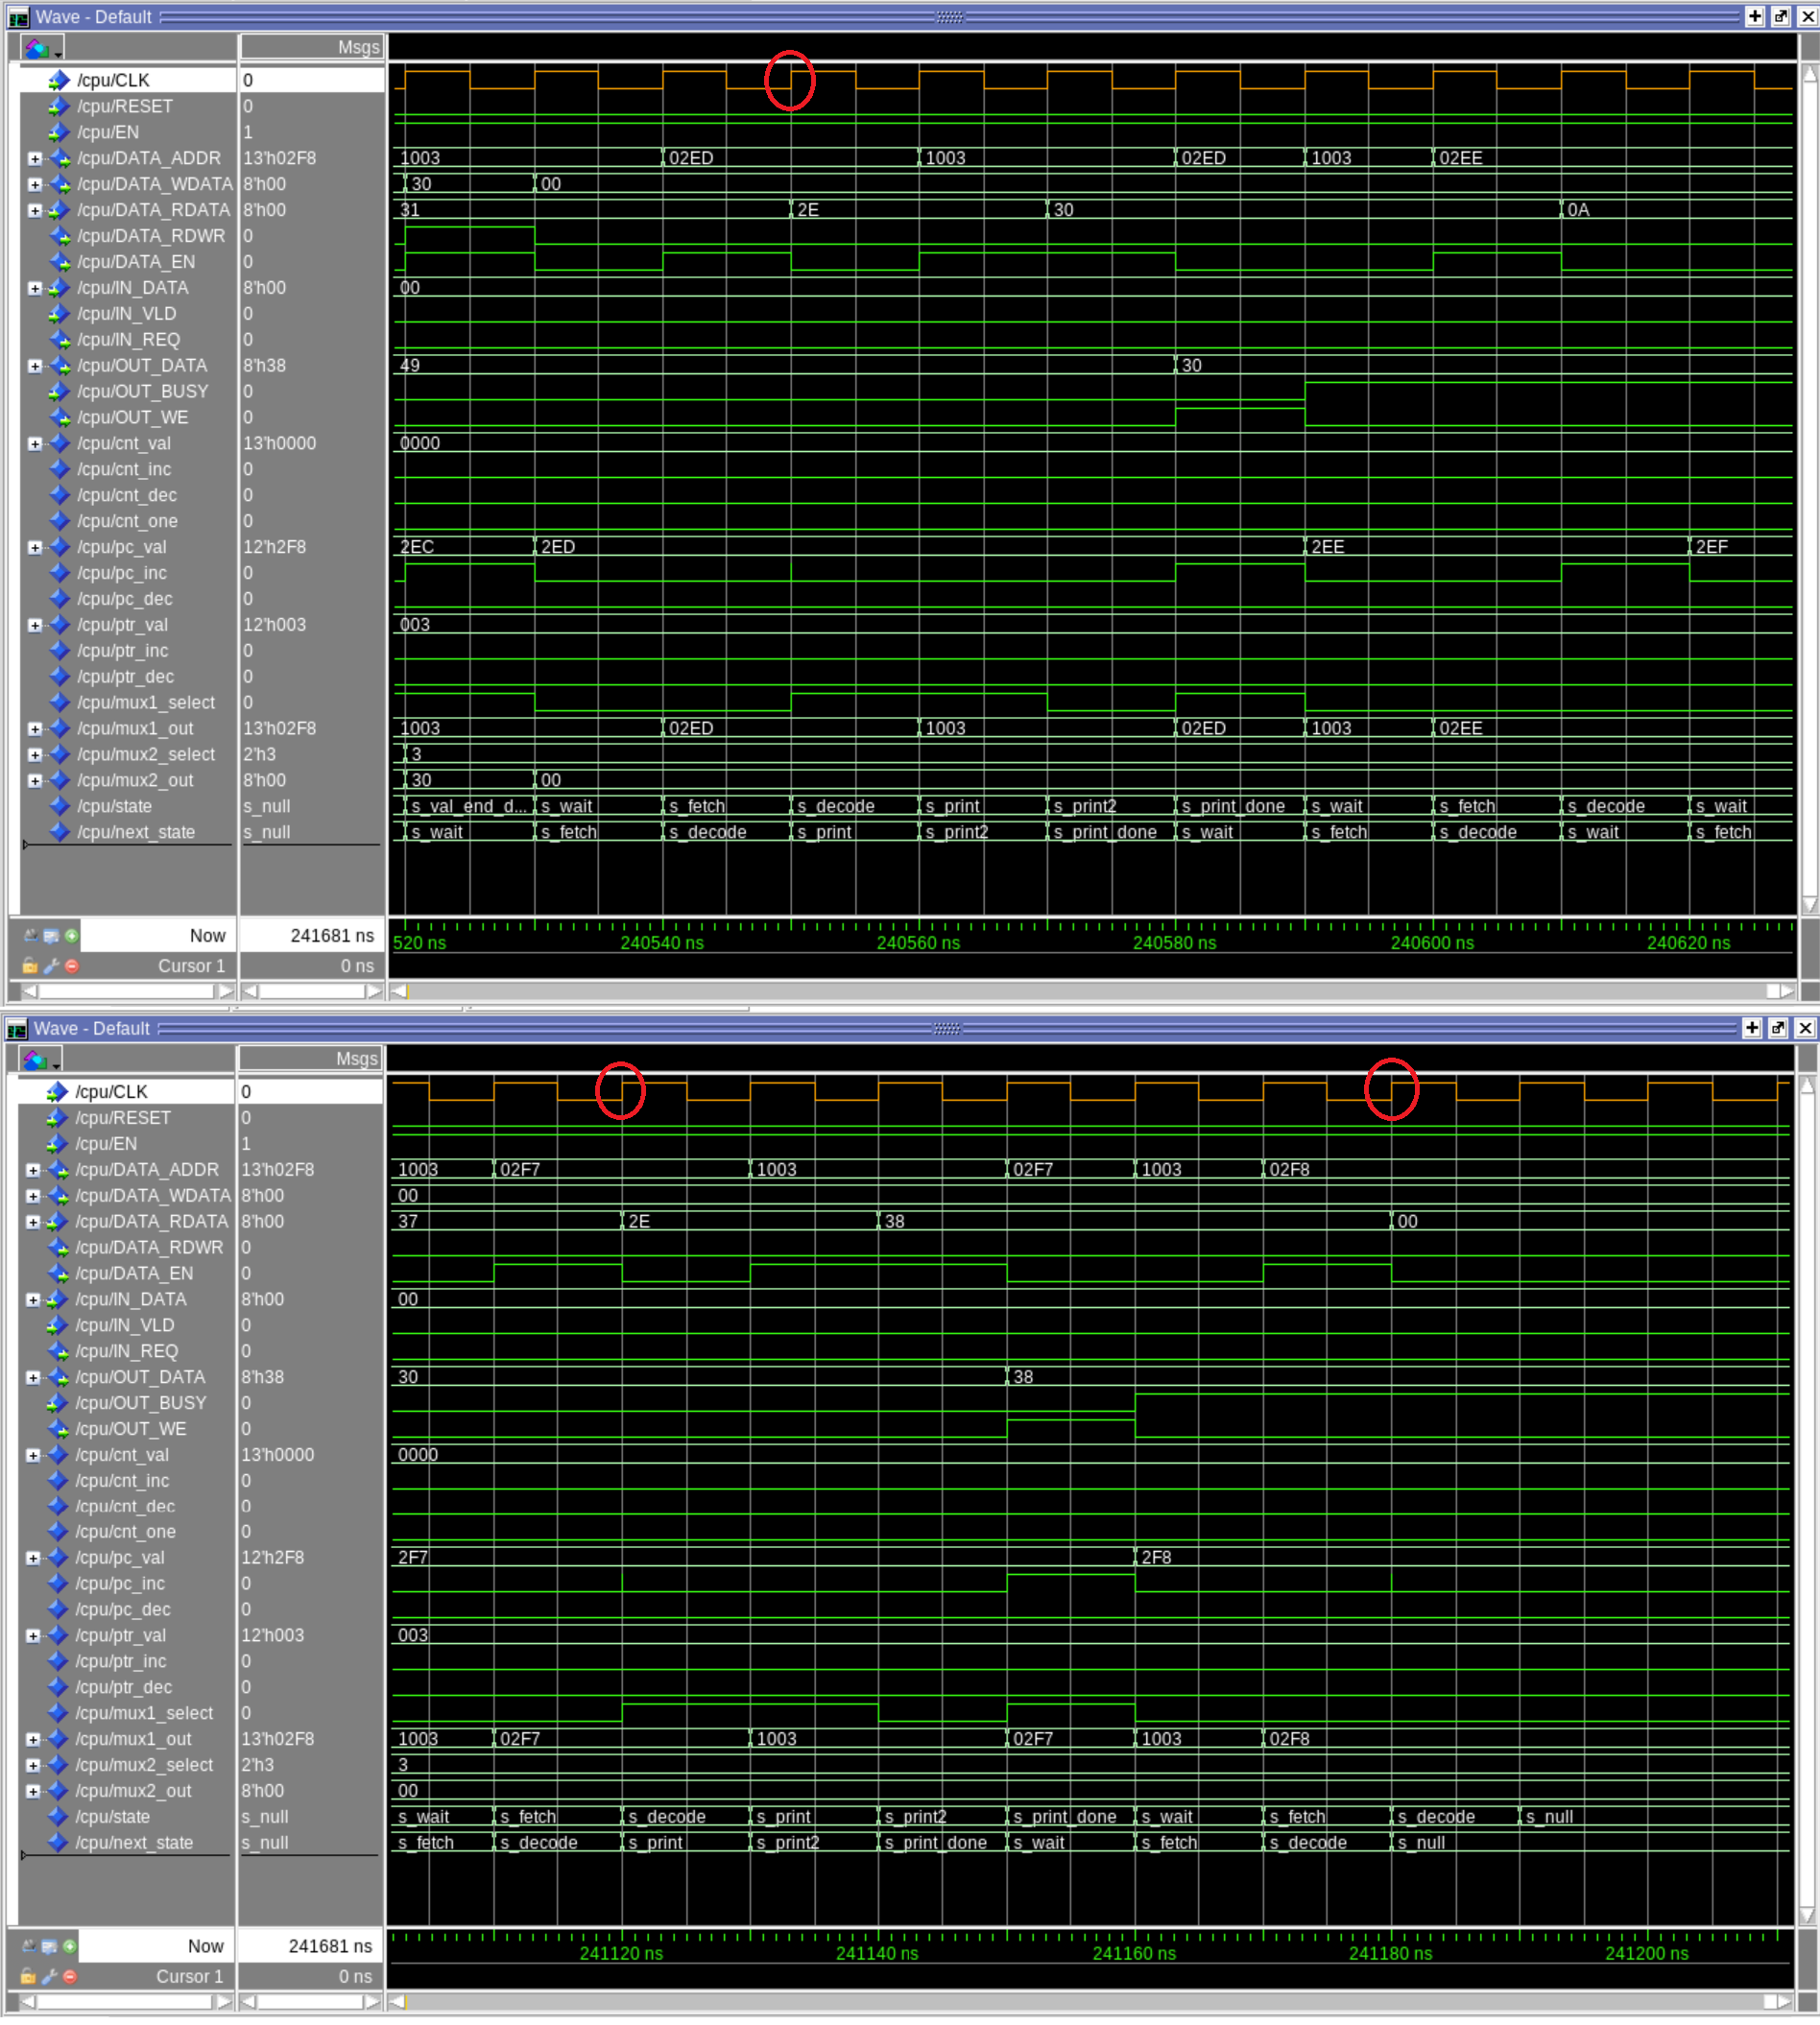 Wave - Default
Msgs
/cpu/CLK 0
/cpu/RESET 0
/cpu/EN 1
/cpu/DATA_ADDR 13'h02F8 1003 02ED 1003 02ED 1003 02EE
/cpu/DATA_WDATA 8'h00 30 00
/cpu/DATA_RDATA 8'h00 31 2E 30 0A
/cpu/DATA_RDWR 0
/cpu/DATA_EN 0
/cpu/IN_DATA 8'h00 00
/cpu/IN_VLD 0
/cpu/IN_REQ 0
/cpu/OUT_DATA 8'h38 49 30
/cpu/OUT_BUSY 0
/cpu/OUT_WE 0
/cpu/cnt_val 13'h0000 0000
/cpu/cnt_inc 0
/cpu/cnt_dec 0
/cpu/cnt_one 0
/cpu/pc_val 12'h2F8 2EC 2ED 2EE 2EF
/cpu/pc_inc 0
/cpu/pc_dec 0
/cpu/ptr_val 12'h003 003
/cpu/ptr_inc 0
/cpu/ptr_dec 0
/cpu/mux1_select 0
/cpu/mux1_out 13'h02F8 1003 02ED 1003 02ED 1003 02EE
/cpu/mux2_select 2'h3 3
/cpu/mux2_out 8'h00 30 00
/cpu/state s_null s_val_end_d... s_wait s_fetch s_decode s_print s_print2 s_print_done s_wait s_fetch s_decode s_wait
/cpu/next_state s_null s_wait s_fetch s_decode s_print s_print2 s_print_done s_wait s_fetch s_decode s_wait s_fetch
Now 241681 ns 520 ns 240540 ns 240560 ns 240580 ns 240600 ns 240620 ns
Cursor 1 0 ns
Wave - Default
Msgs
/cpu/CLK 0
/cpu/RESET 0
/cpu/EN 1
/cpu/DATA_ADDR 13'h02F8 1003 02F7 1003 02F7 1003 02F8
/cpu/DATA_WDATA 8'h00 00
/cpu/DATA_RDATA 8'h00 37 2E 38 00
/cpu/DATA_RDWR 0
/cpu/DATA_EN 0
/cpu/IN_DATA 8'h00 00
/cpu/IN_VLD 0
/cpu/IN_REQ 0
/cpu/OUT_DATA 8'h38 30 38
/cpu/OUT_BUSY 0
/cpu/OUT_WE 0
/cpu/cnt_val 13'h0000 0000
/cpu/cnt_inc 0
/cpu/cnt_dec 0
/cpu/cnt_one 0
/cpu/pc_val 12'h2F8 2F7 2F8
/cpu/pc_inc 0
/cpu/pc_dec 0
/cpu/ptr_val 12'h003 003
/cpu/ptr_inc 0
/cpu/ptr_dec 0
/cpu/mux1_select 0
/cpu/mux1_out 13'h02F8 1003 02F7 1003 02F7 1003 02F8
/cpu/mux2_select 2'h3 3
/cpu/mux2_out 8'h00 00
/cpu/state s_null s_wait s_fetch s_decode s_print s_print2 s_print_done s_wait s_fetch s_decode s_null
/cpu/next_state s_null s_fetch s_decode s_print s_print2 s_print_done s_wait s_fetch s_decode s_null
Now 241681 ns 241120 ns 241140 ns 241160 ns 241180 ns 241200 ns
Cursor 1 0 ns